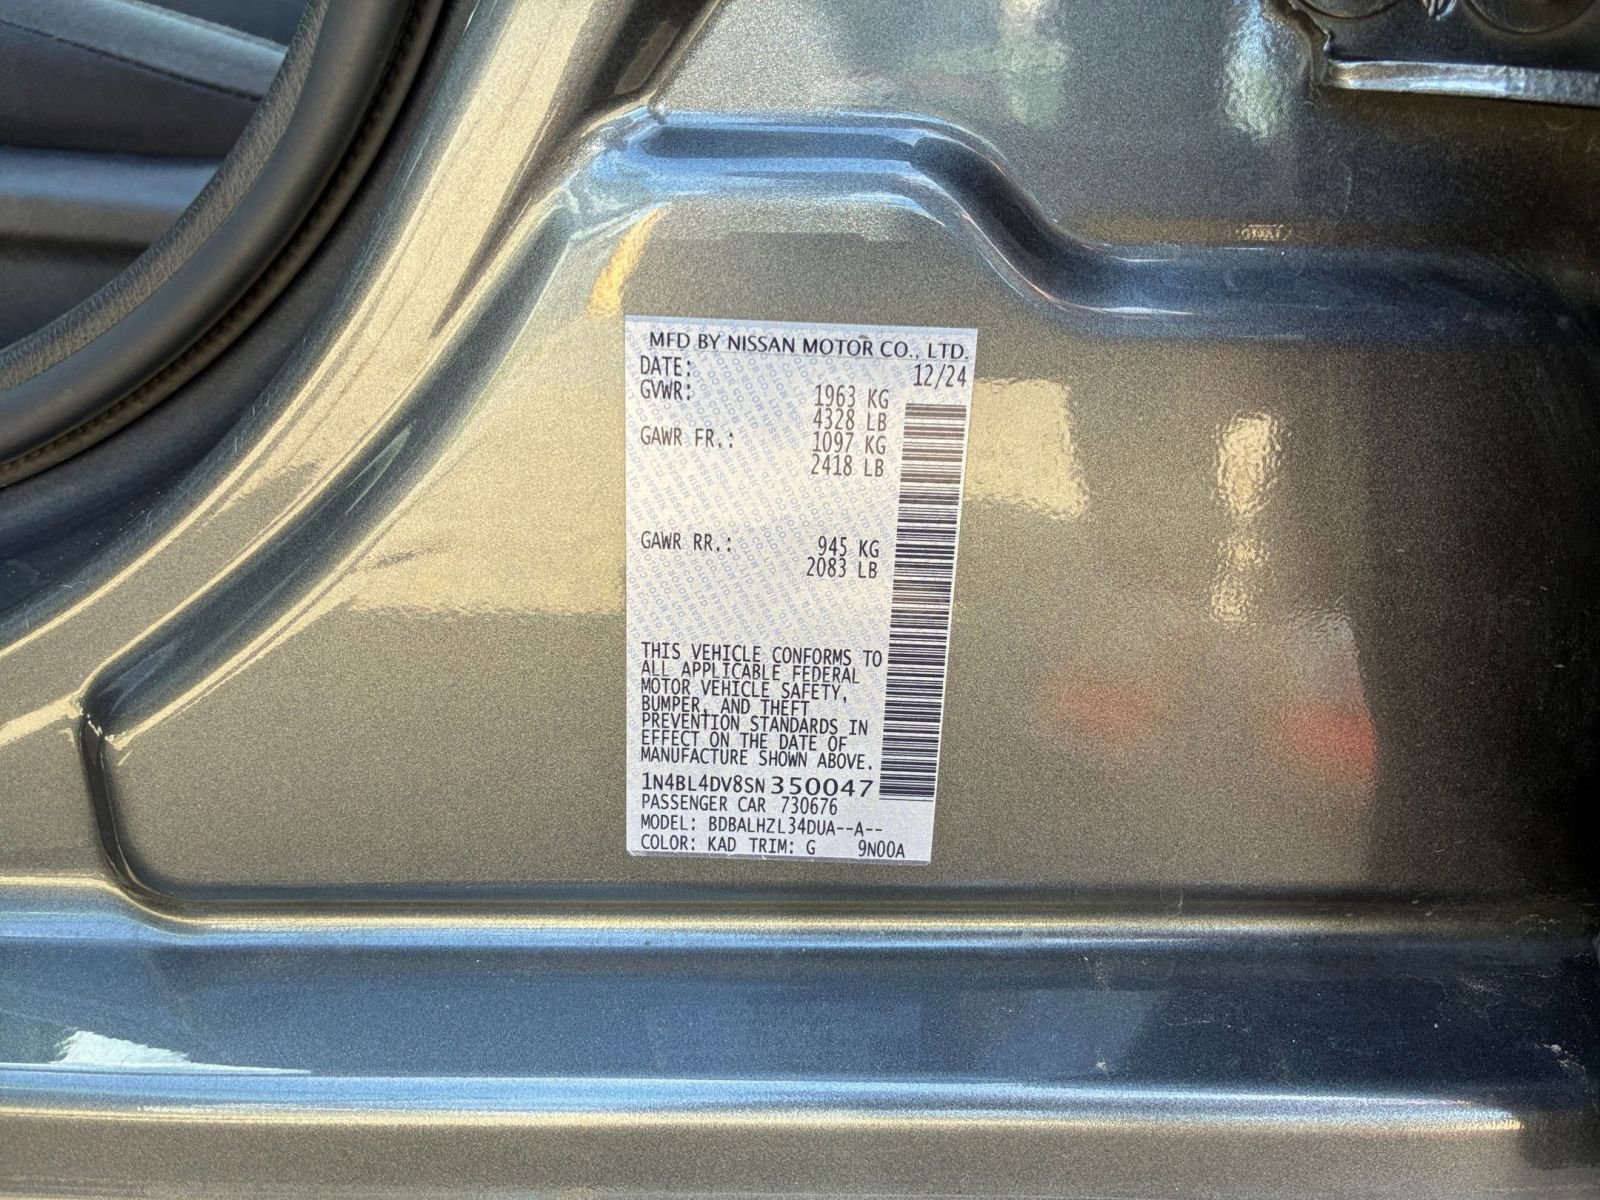 MFD BY NISSAN MOTOR CO., LTD.
DATE: 12/24
GVWR: 1963 KG
4328 LB
GAWR FR.: 1097 KG
2418 LB
GAWR RR.: 945 KG
2083 LB
THIS VEHICLE CONFORMS TO
ALL APPLICABLE FEDERAL
MOTOR VEHICLE SAFETY,
BUMPER, AND THEFT
PREVENTION STANDARDS IN
EFFECT ON THE DATE OF
MANUFACTURE SHOWN ABOVE.
1N4BL4DV8SN350047
PASSENGER CAR 730676
MODEL: BDBALHZL34DUA--A--
COLOR: KAD TRIM: G 9N00A